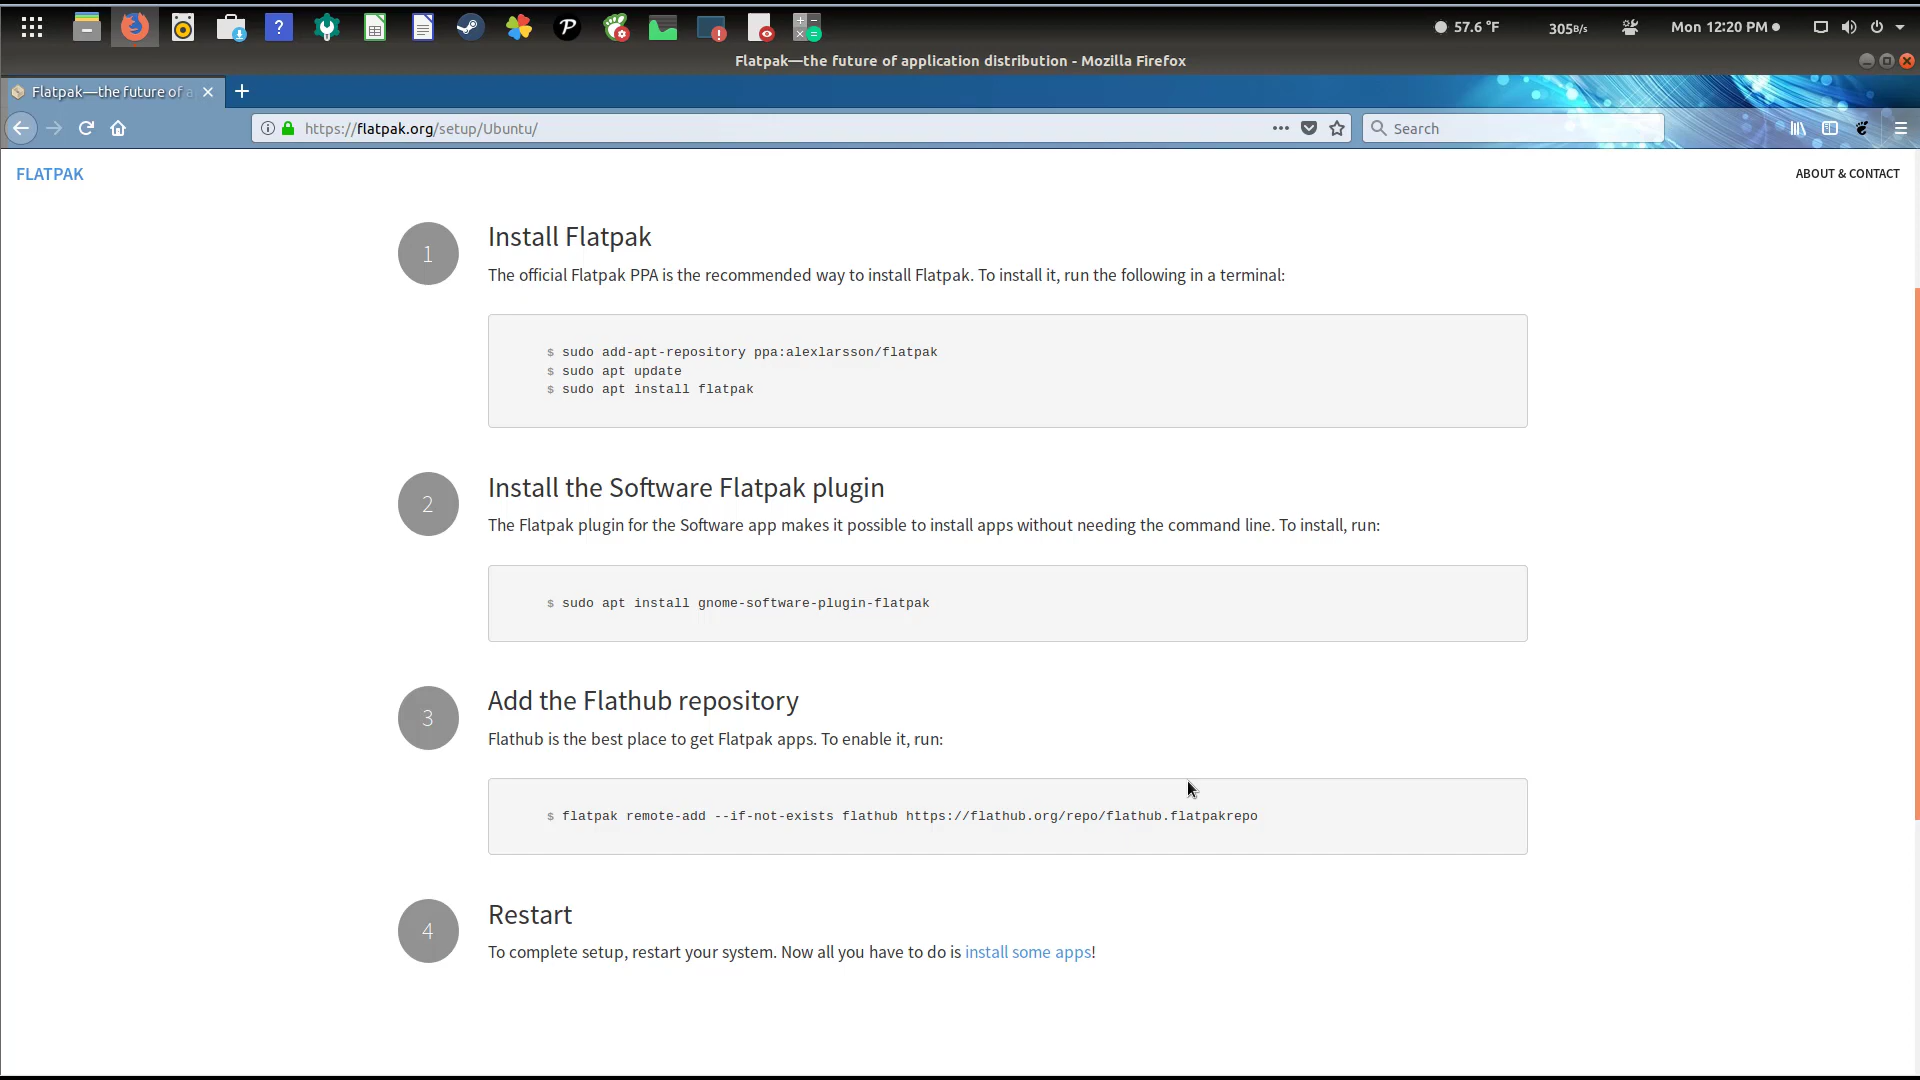 57.6 °F
305B/s
Mon 12:20 PM
Flatpak—the future of application distribution - Mozilla Firefox
Flatpak—the future of a
https://flatpak.org/setup/Ubuntu/
Search
FLATPAK
ABOUT & CONTACT
1
Install Flatpak
The official Flatpak PPA is the recommended way to install Flatpak. To install it, run the following in a terminal:
$ sudo add-apt-repository ppa:alexlarsson/flatpak
$ sudo apt update
$ sudo apt install flatpak
2
Install the Software Flatpak plugin
The Flatpak plugin for the Software app makes it possible to install apps without needing the command line. To install, run:
$ sudo apt install gnome-software-plugin-flatpak
3
Add the Flathub repository
Flathub is the best place to get Flatpak apps. To enable it, run:
$ flatpak remote-add --if-not-exists flathub https://flathub.org/repo/flathub.flatpakrepo
4
Restart
To complete setup, restart your system. Now all you have to do is install some apps!